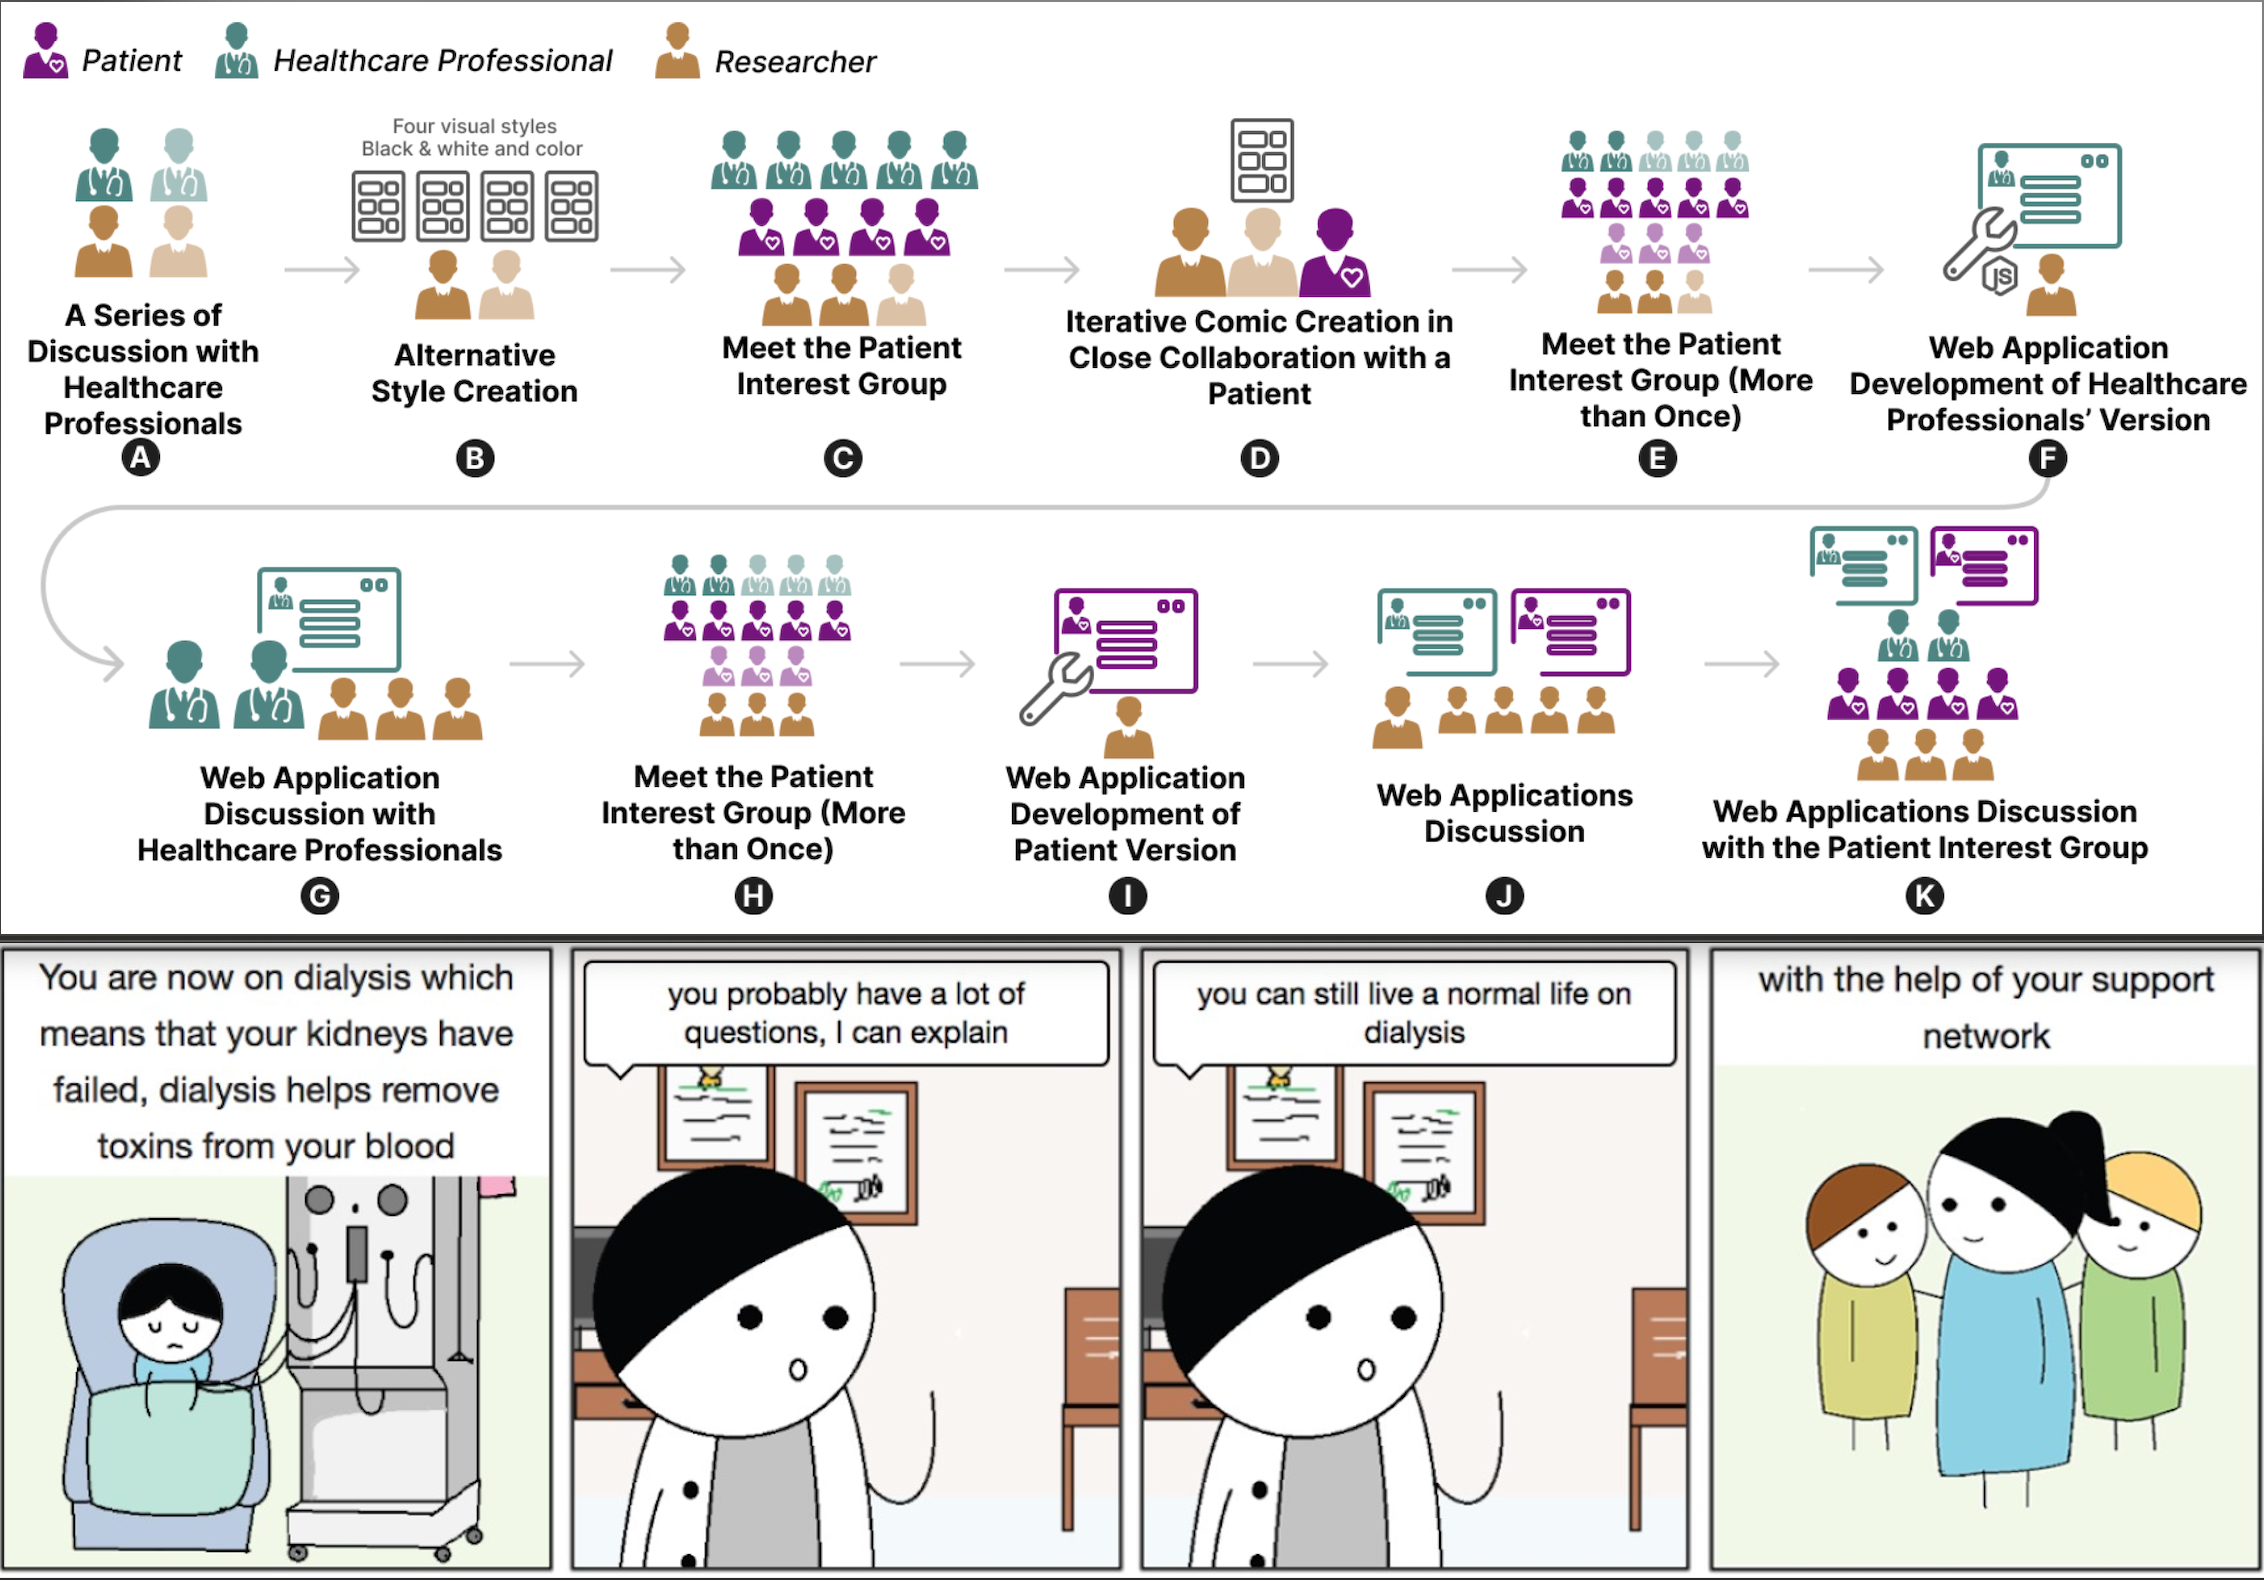 Patient
Healthcare Professional
Researcher
Four visual styles
Black & white and color
A Series of
Discussion with
Healthcare
Professionals
A
Alternative
Style Creation
B
Meet the Patient
Interest Group
C
Iterative Comic Creation in
Close Collaboration with a
Patient
D
Meet the Patient
Interest Group (More
than Once)
E
JS
Web Application
Development of Healthcare
Professionals’ Version
F
Web Application
Discussion with
Healthcare Professionals
G
Meet the Patient
Interest Group (More
than Once)
H
Web Application
Development of
Patient Version
I
Web Applications
Discussion
J
Web Applications Discussion
with the Patient Interest Group
K
You are now on dialysis which
means that your kidneys have
failed, dialysis helps remove
toxins from your blood
you probably have a lot of
questions, I can explain
you can still live a normal life on
dialysis
with the help of your support
network